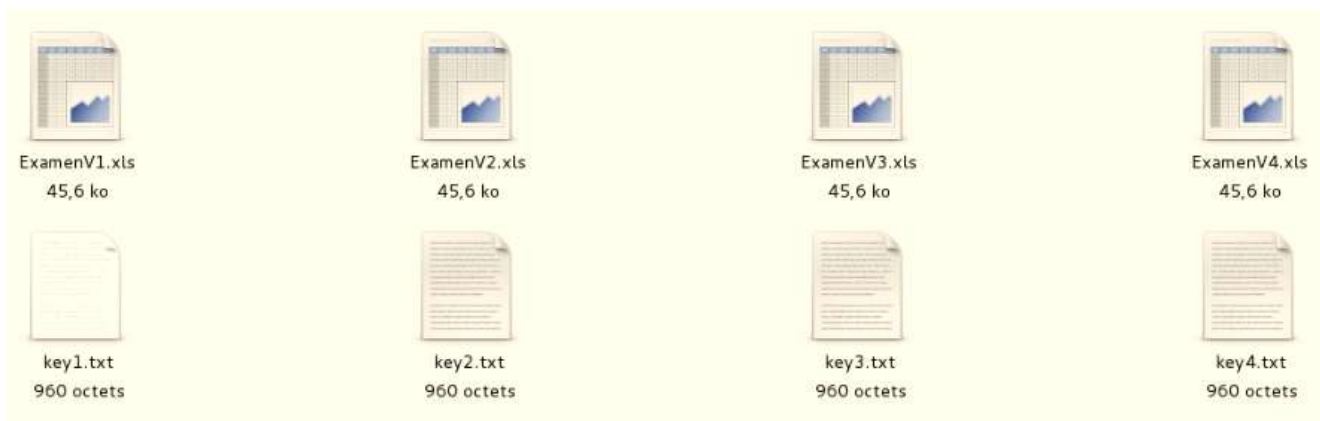 ExamenV1.xls ExamenV2.xls ExamenV3.xls ExamenV4.xls
45,6 ko 45,6 ko 45,6 ko 45,6 ko
key1.txt key2.txt key3.txt key4.txt
960 octets 960 octets 960 octets 960 octets